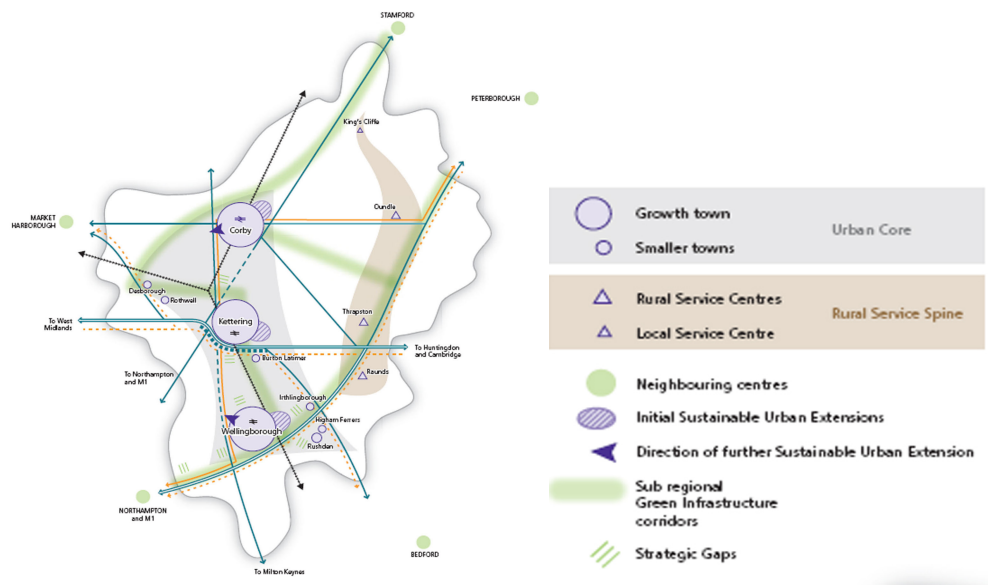 STAMFORD
PETERBOROUGH
King's Cliffe
Oundle
MARKET
HARBOROUGH
Corby
Desborough
Rothwell
Thrapston
Kettering
To West
Midlands
To Huntingdon
and Cambridge
Burton Latimer
To Northampton
and M1
Raunds
Irthlingborough
Higham Ferrers
Wellingborough
Rushden
NORTHAMPTON
and M1
BEDFORD
To Milton Keynes
Growth town
Urban Core
Smaller towns
Rural Service Centres
Rural Service Spine
Local Service Centre
Neighbouring centres
Initial Sustainable Urban Extensions
Direction of further Sustainable Urban Extension
Sub regional
Green Infrastructure
corridors
Strategic Gaps